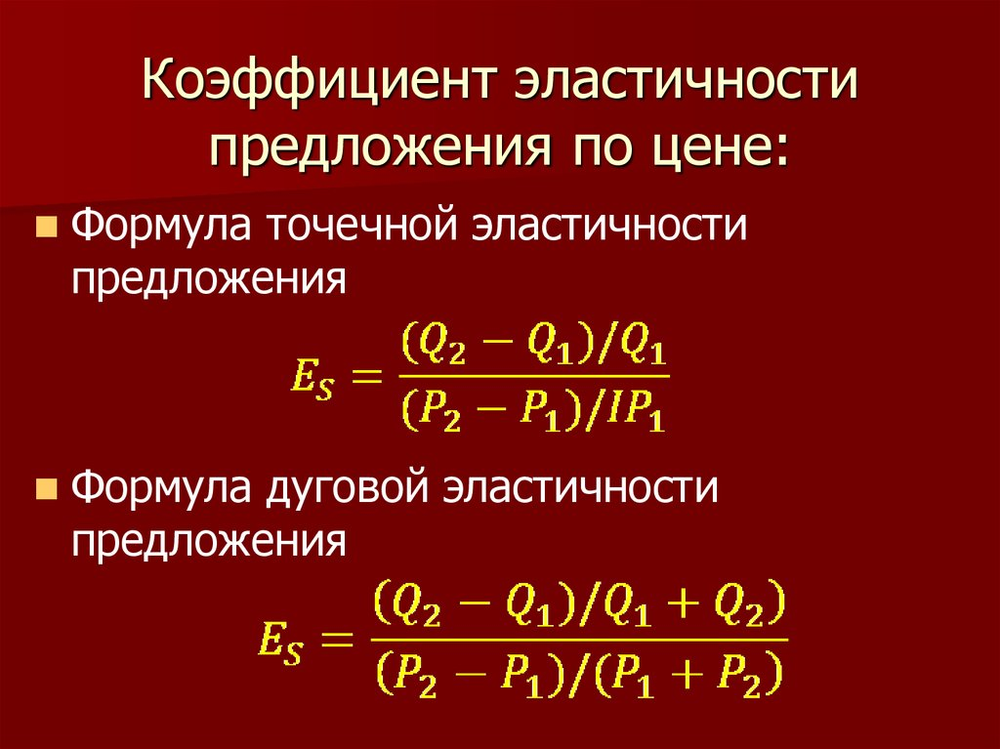 Коэффициент эластичности
предложения по цене:
Формула точечной эластичности
предложения
E_S = \frac{(Q_2 − Q_1)/Q_1}{(P_2 − P_1)/IP_1}
Формула дуговой эластичности
предложения
E_S = \frac{(Q_2 − Q_1)/Q_1 + Q_2)}{(P_2 − P_1)/(P_1 + P_2)}